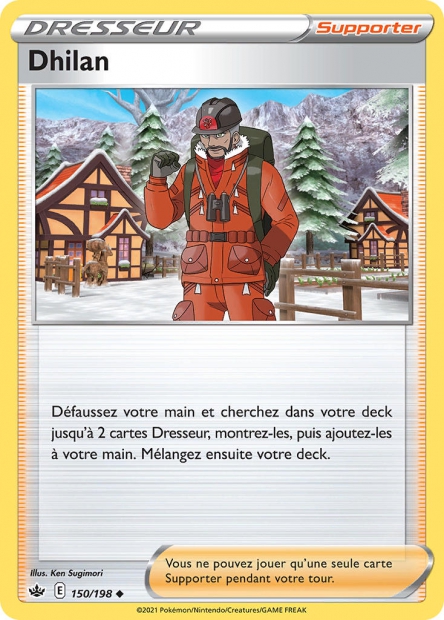 DRESSEUR
Supporter
Dhilan
Défaussez votre main et cherchez dans votre deck
jusqu'à 2 cartes Dresseur, montrez-les, puis ajoutez-les
à votre main. Mélangez ensuite votre deck.
Vous ne pouvez jouer qu'une seule carte
Supporter pendant votre tour.
Illus. Ken Sugimori
E 150/198
©2021 Pokémon/Nintendo/Creatures/GAME FREAK